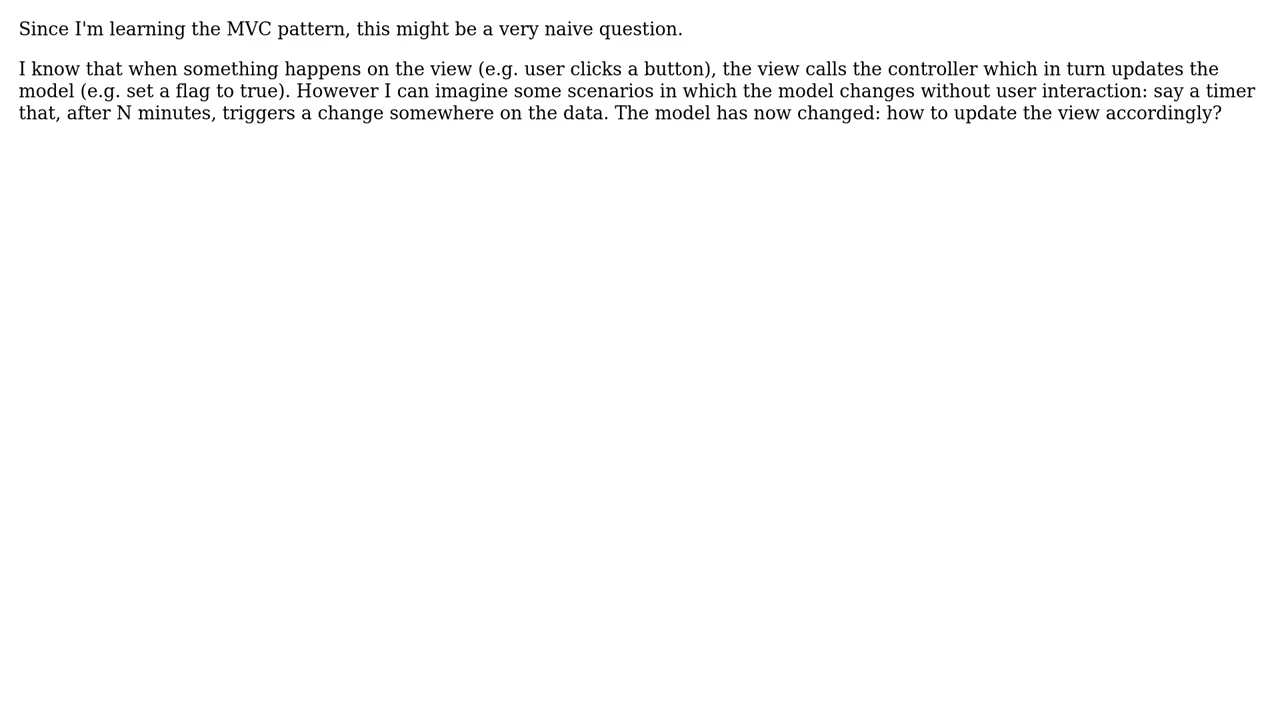 Since I'm learning the MVC pattern, this might be a very naive question.
I know that when something happens on the view (e.g. user clicks a button), the view calls the controller which in turn updates the
model (e.g. set a flag to true). However I can imagine some scenarios in which the model changes without user interaction: say a timer
that, after N minutes, triggers a change somewhere on the data. The model has now changed: how to update the view accordingly?